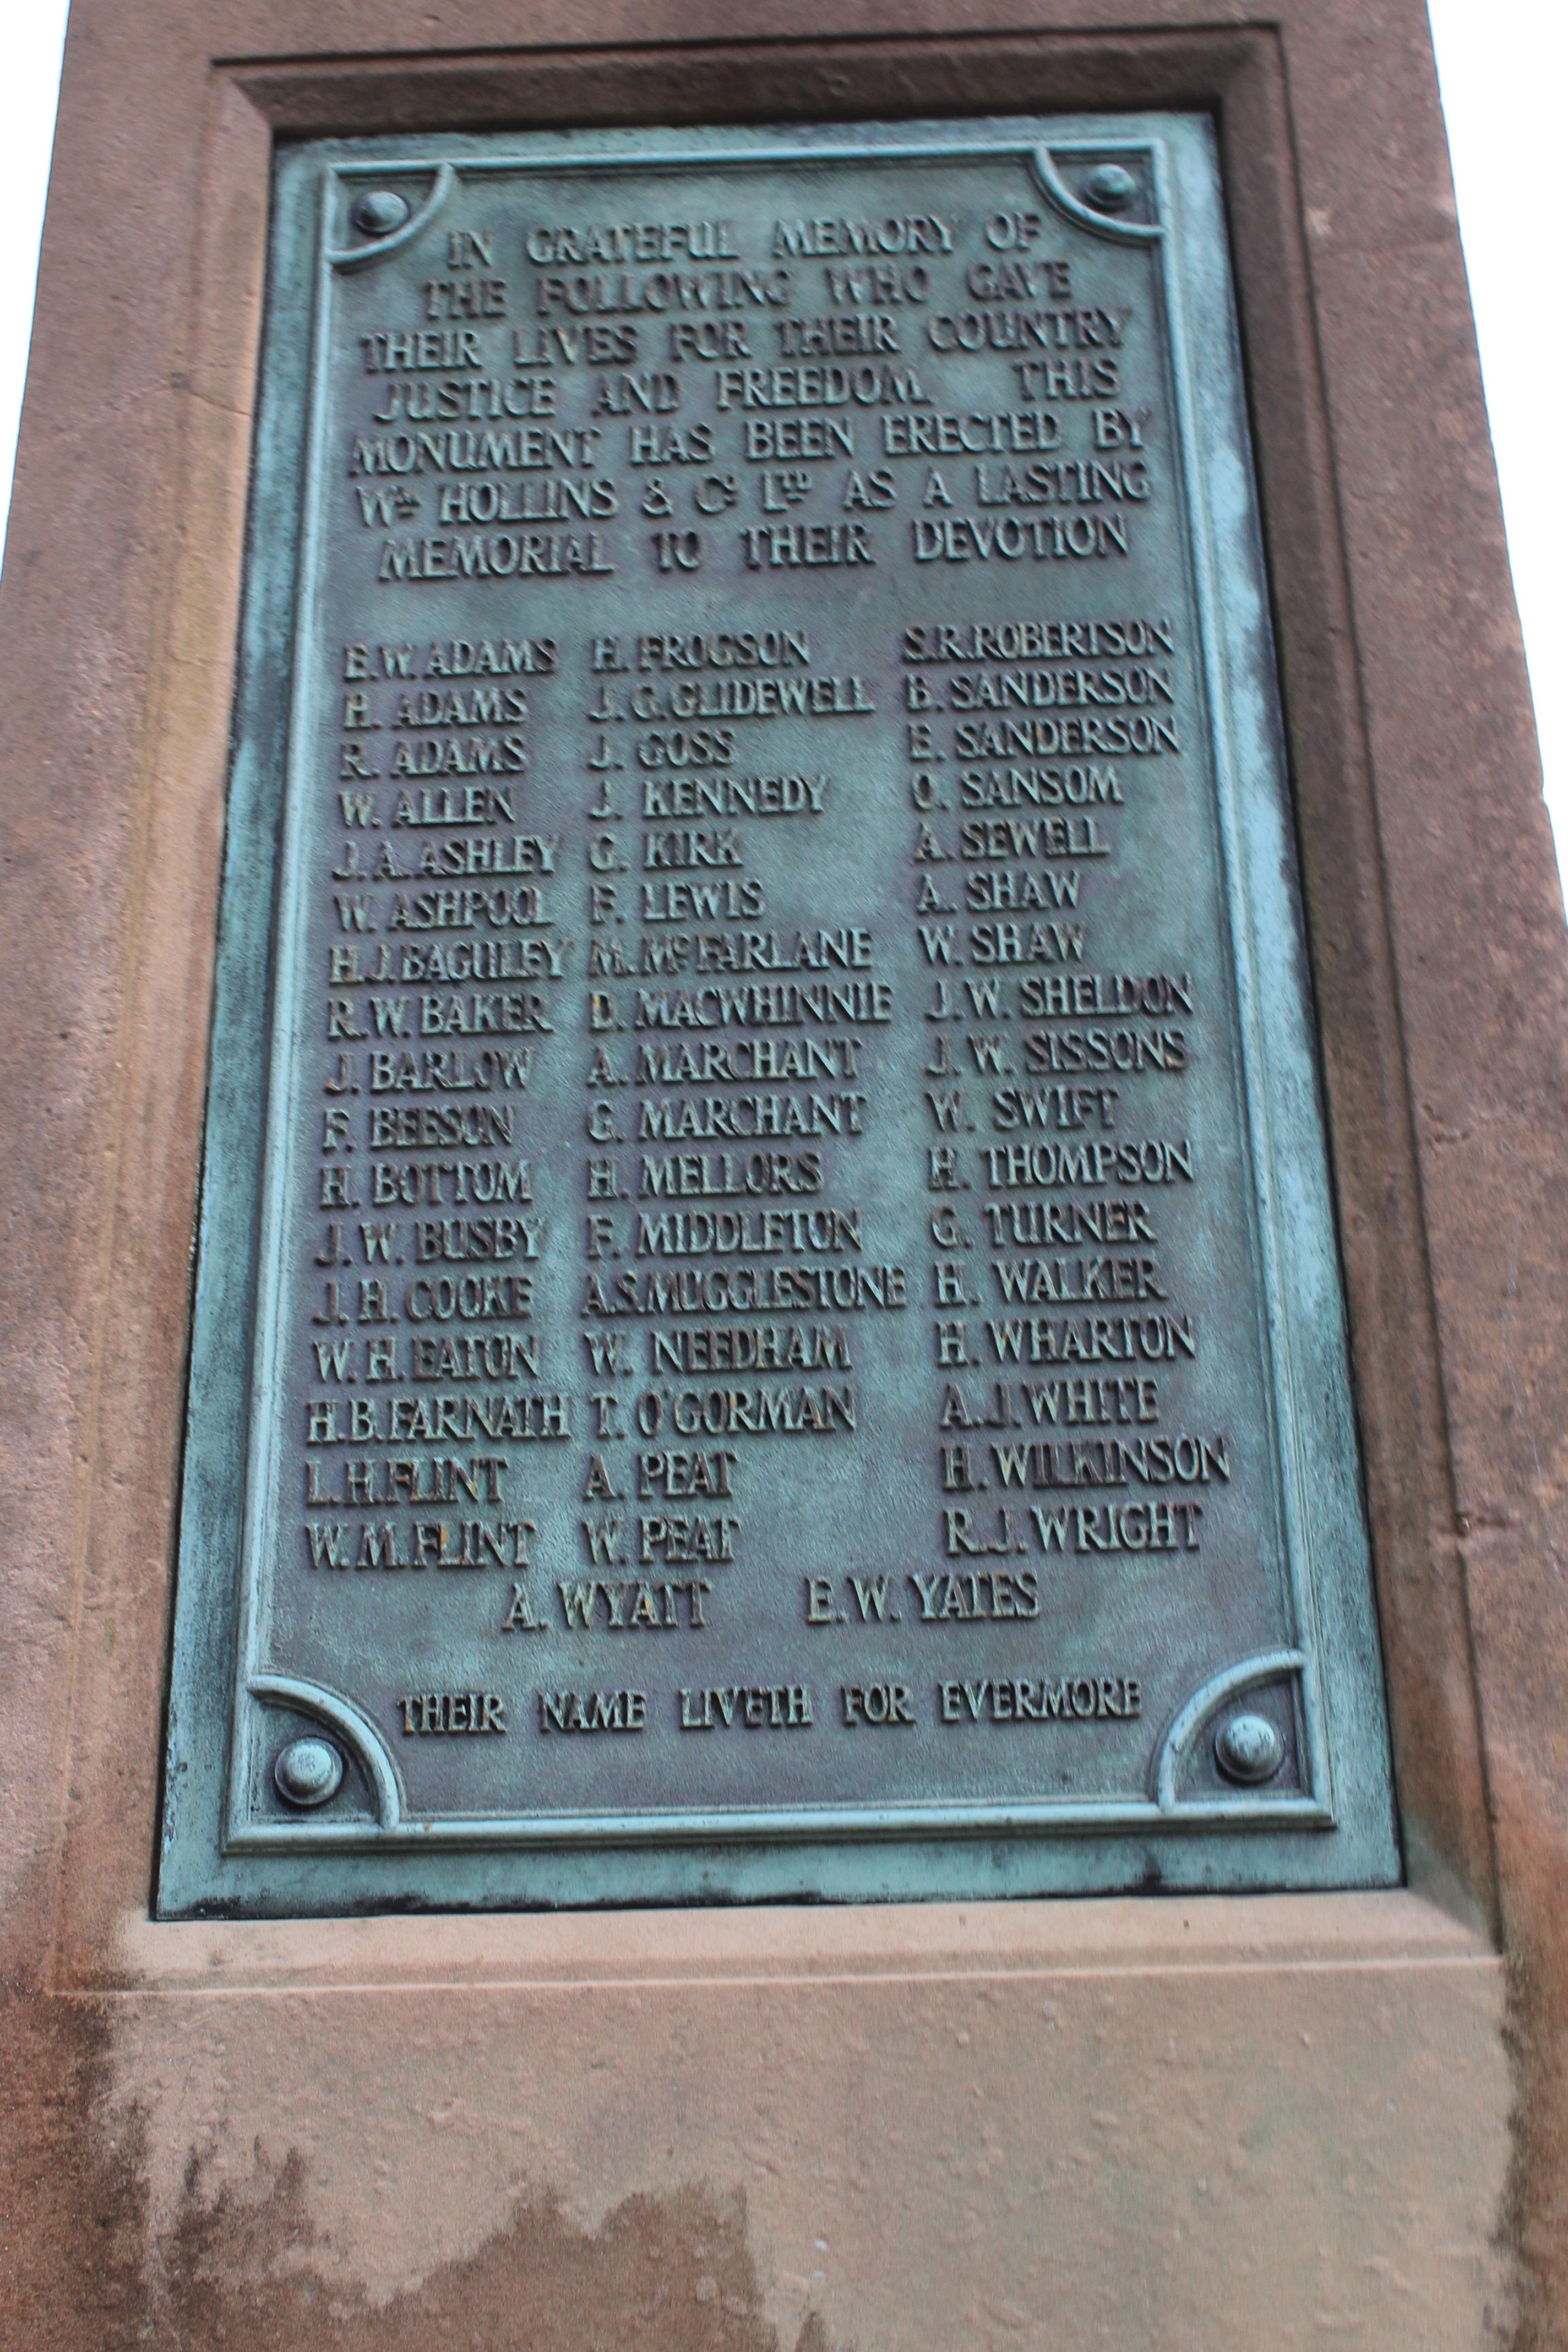 IN GRATEFUL MEMORY OF
THE FOLLOWING WHO GAVE
THEIR LIVES FOR THEIR COUNTRY
JUSTICE AND FREEDOM. THIS
MONUMENT HAS BEEN ERECTED BY
Wm HOLLINS & Co LTD AS A LASTING
MEMORIAL TO THEIR DEVOTION
E.W. ADAMS H. FROGSON S.R. ROBERTSON
H. ADAMS J. G. GLIDEWELL B. SANDERSON
R. ADAMS J. GOSS E. SANDERSON
W. ALLEN J. KENNEDY O. SANSOM
J. A. ASHLEY G. KIRK A. SEWELL
W. ASHPOOL F. LEWIS A. SHAW
H. J. BAGULEY M. Mc FARLANE W. SHAW
R. W. BAKER D. MACWHINNIE J. W. SHELDON
J. BARLOW A. MARCHANT J. W. SISSONS
F. BEESON G. MARCHANT W. SWIFT
H. BOTTOM H. MELLORS H. THOMPSON
J. W. BUSBY F. MIDDLETON G. TURNER
J. H. COOKE A.S. MUGGLESTONE H. WALKER
W. H. EATON W. NEEDHAM H. WHARTON
H. B. FARNATH T. O'GORMAN A. J. WHITE
L. H. FLINT A. PEAT H. WILKINSON
W. M. FLINT W. PEAT R. J. WRIGHT
A. WYATT E. W. YATES
THEIR NAME LIVETH FOR EVERMORE